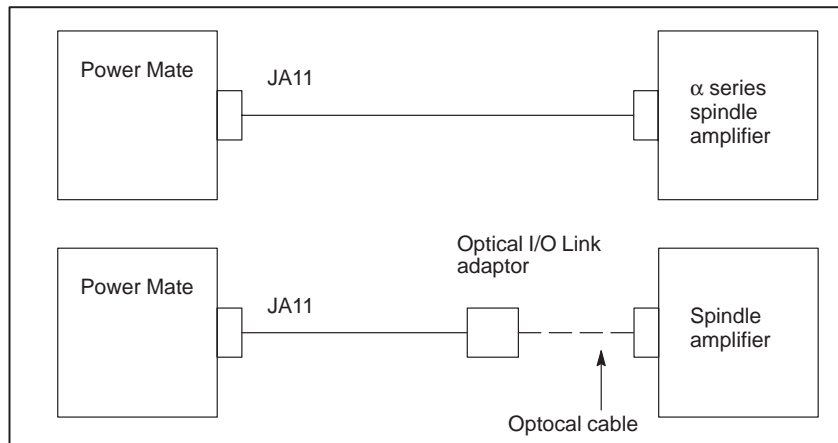 Power Mate
JA11
α series
spindle
amplifier
Optical I/O Link
adaptor
Power Mate
JA11
Spindle
amplifier
Optocal cable